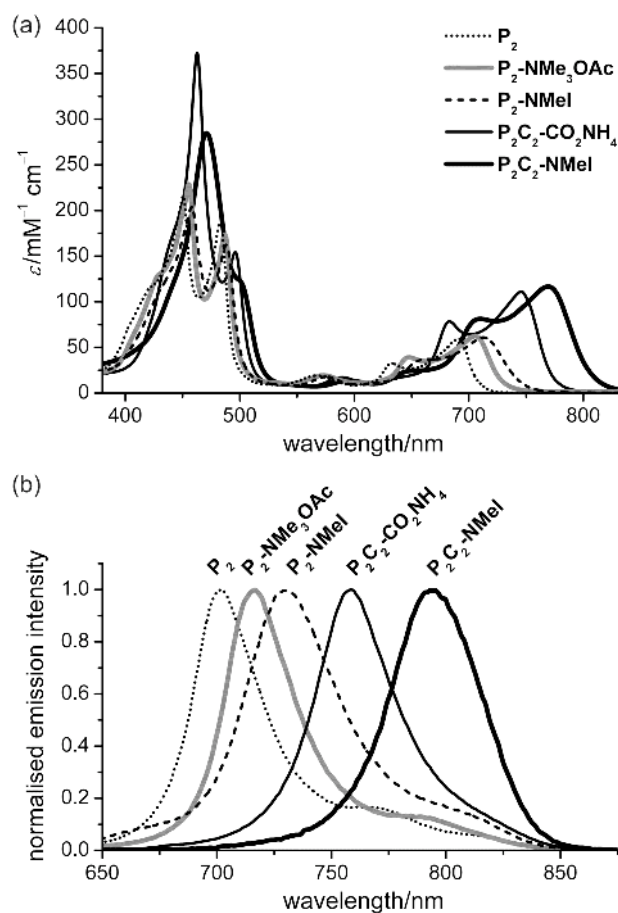 (a)
400
350
300
250
200
150
100
50
0
ε/mM⁻¹ cm⁻¹
P₂
P₂-NMe₃OAc
P₂-NMeI
P₂C₂-CO₂NH₄
P₂C₂-NMeI
400 500 600 700 800
wavelength/nm
(b)
P₂
P₂-NMe₃OAc
P₂-NMeI
P₂C₂-CO₂NH₄
P₂C₂-NMeI
1.0
0.8
0.6
0.4
0.2
0.0
normalised emission intensity
650 700 750 800 850
wavelength/nm